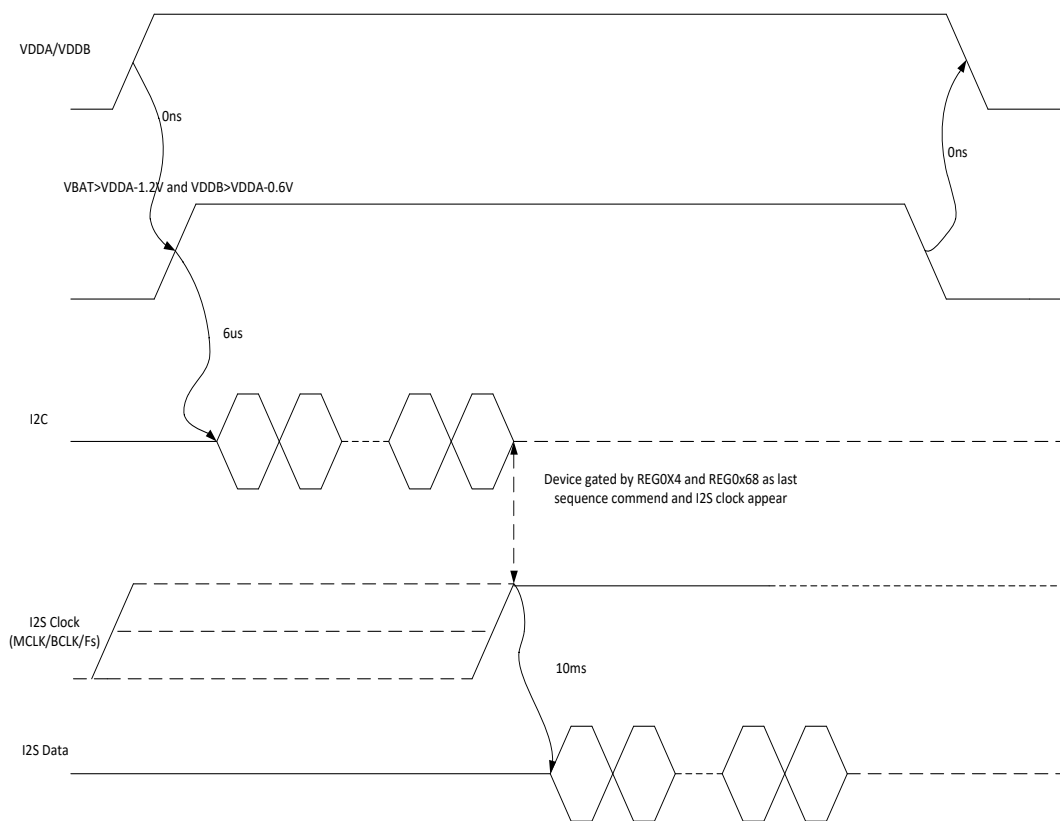 VDDA/VDDB
0ns
0ns
VBAT>VDDA-1.2V and VDDB>VDDA-0.6V
6us
I2C
Device gated by REG0X4 and REG0x68 as last
sequence commend and I2S clock appear
I2S Clock
(MCLK/BCLK/Fs)
10ms
I2S Data